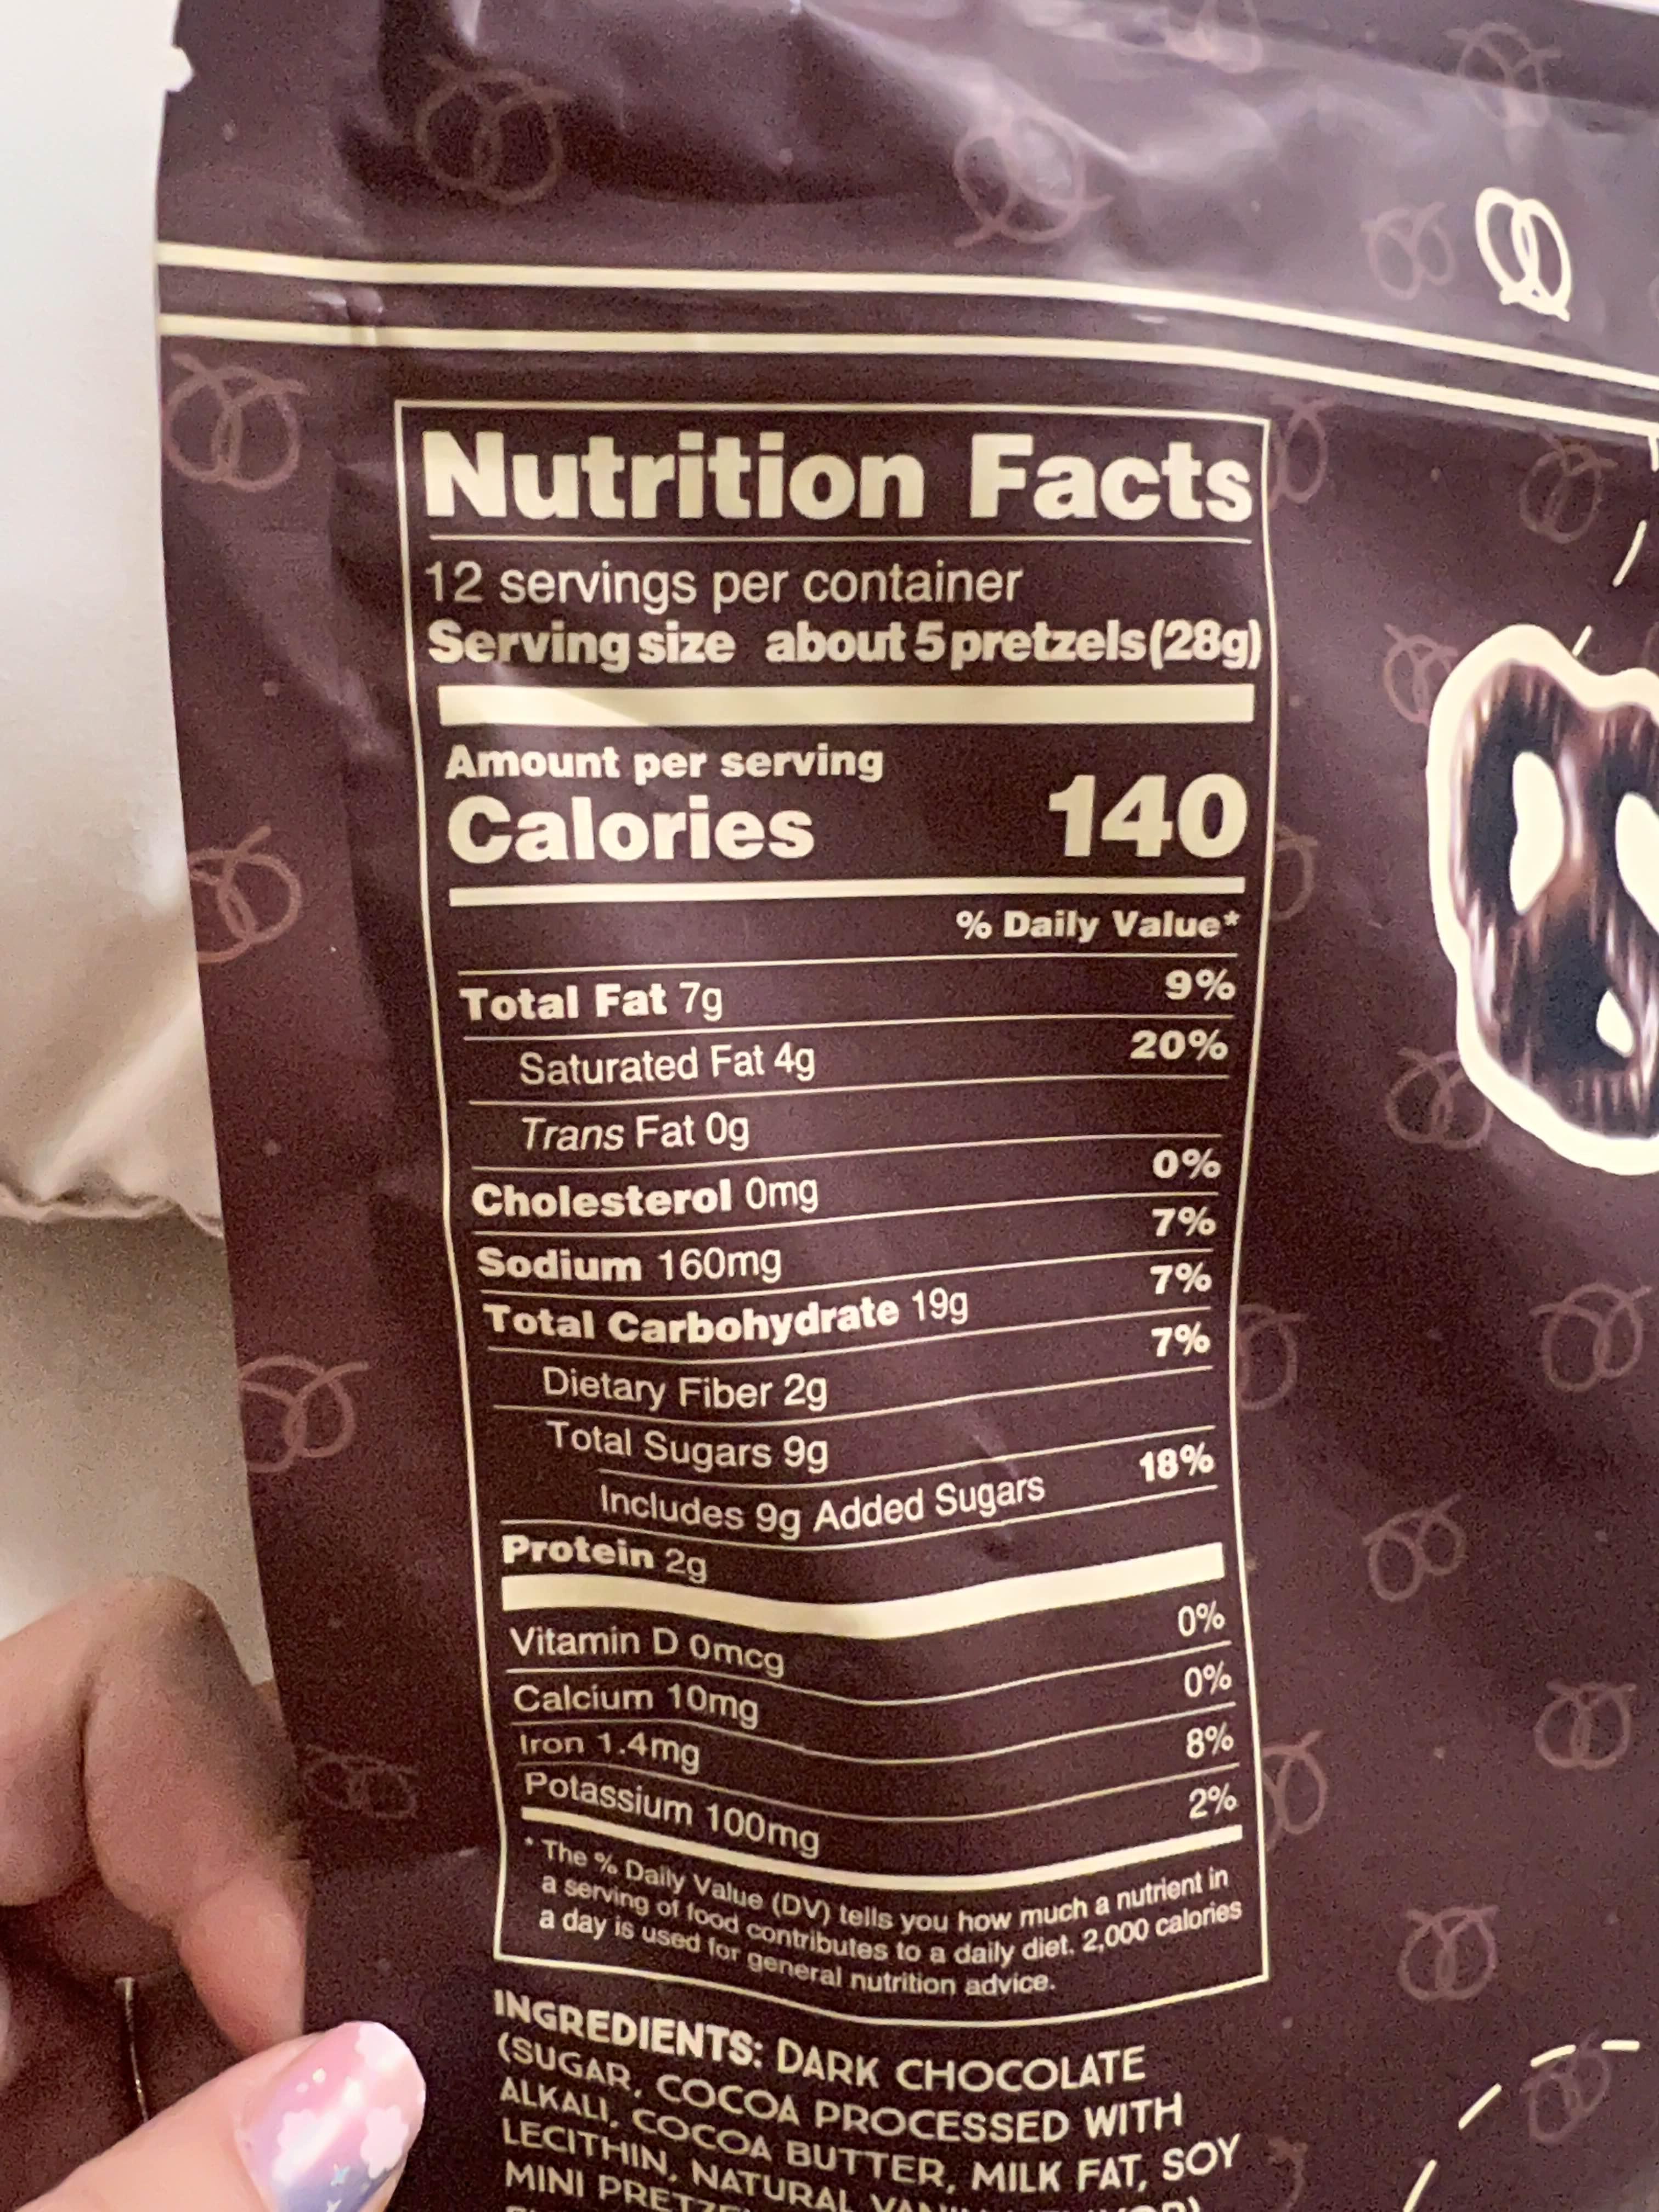 Nutrition Facts
12 servings per container
Serving size about 5 pretzels (28g)
Amount per serving
Calories 140
% Daily Value*
Total Fat 7g 9%
Saturated Fat 4g 20%
Trans Fat 0g
Cholesterol 0mg 0%
Sodium 160mg 7%
Total Carbohydrate 19g 7%
Dietary Fiber 2g 7%
Total Sugars 9g
Includes 9g Added Sugars 18%
Protein 2g
Vitamin D 0mcg 0%
Calcium 10mg 0%
Iron 1.4mg 8%
Potassium 100mg 2%
* The % Daily Value (DV) tells you how much a nutrient in
a serving of food contributes to a daily diet. 2,000 calories
a day is used for general nutrition advice.
INGREDIENTS: DARK CHOCOLATE
(SUGAR, COCOA PROCESSED WITH
ALKALI, COCOA BUTTER, MILK FAT, SOY
LECITHIN, NATURAL
MINI